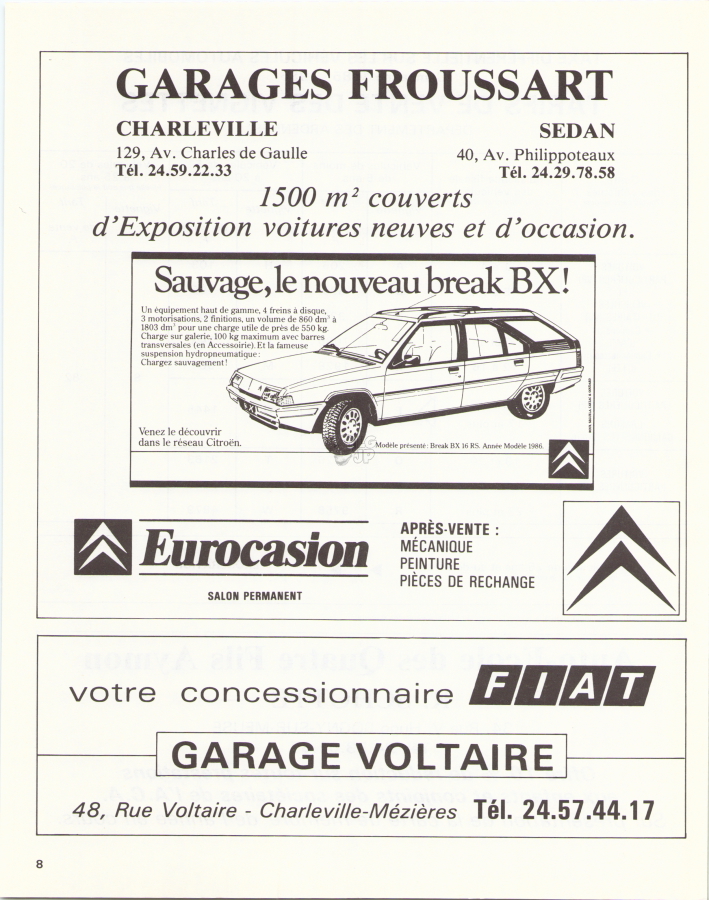 GARAGES FROUSSART
CHARLEVILLE
129, Av. Charles de Gaulle
Tél. 24.59.22.33
SEDAN
40, Av. Philippoteaux
Tél. 24.29.78.58
1500 m² couverts
d'Exposition voitures neuves et d'occasion.
Sauvage, le nouveau break BX!
Un équipement haut de gamme, 4 freins à disque,
3 motorisations, 2 finitions, un volume de 860 dm³ à
1803 dm³ pour une charge utile de près de 550 kg.
Charge sur galerie, 100 kg maximum avec barres
transversales (en Accessoirie). Et la fameuse
suspension hydropneumatique:
Chargez sauvagement!
Venez le découvrir
dans le réseau Citroën.
Modèle présenté: Break BX 16 RS. Année Modèle 1986.
Eurocasion
SALON PERMANENT
APRÈS-VENTE :
MÉCANIQUE
PEINTURE
PIÈCES DE RECHANGE
votre concessionnaire FIAT
GARAGE VOLTAIRE
48, Rue Voltaire - Charleville-Mézières Tél. 24.57.44.17
8